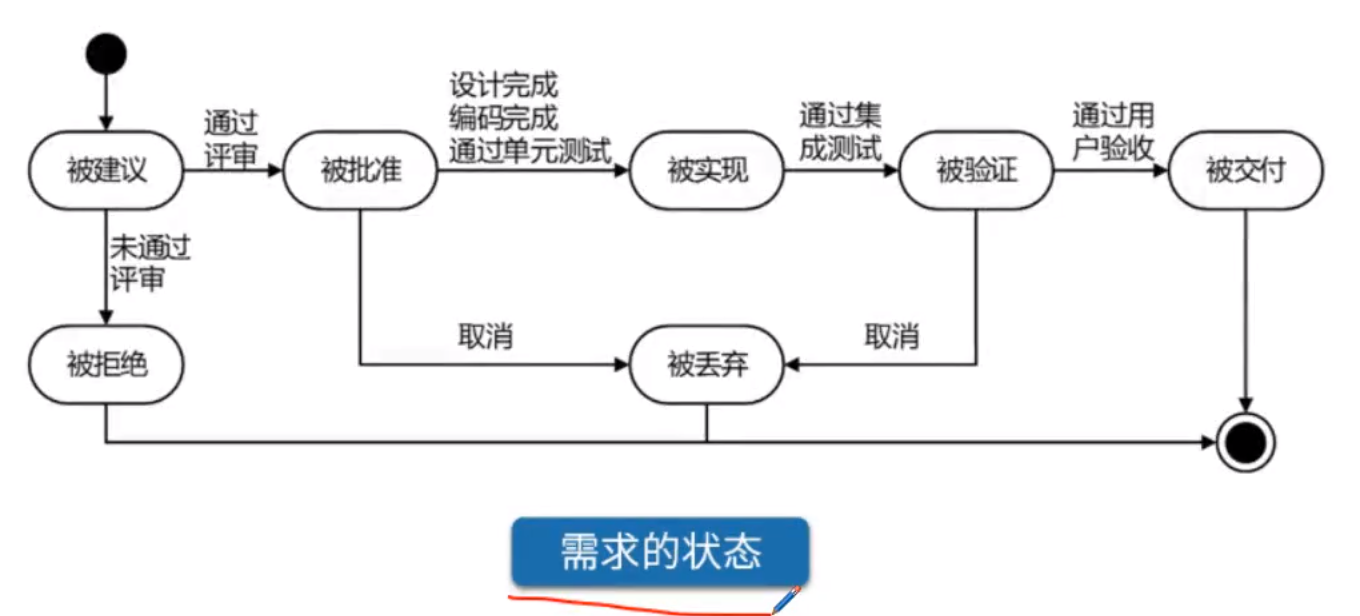 设计完成
编码完成
通过单元测试
通过
评审
通过集
成测试
通过用
户验收
被建议
被批准
被实现
被验证
被交付
未通过
评审
取消
取消
被拒绝
被丢弃
需求的状态